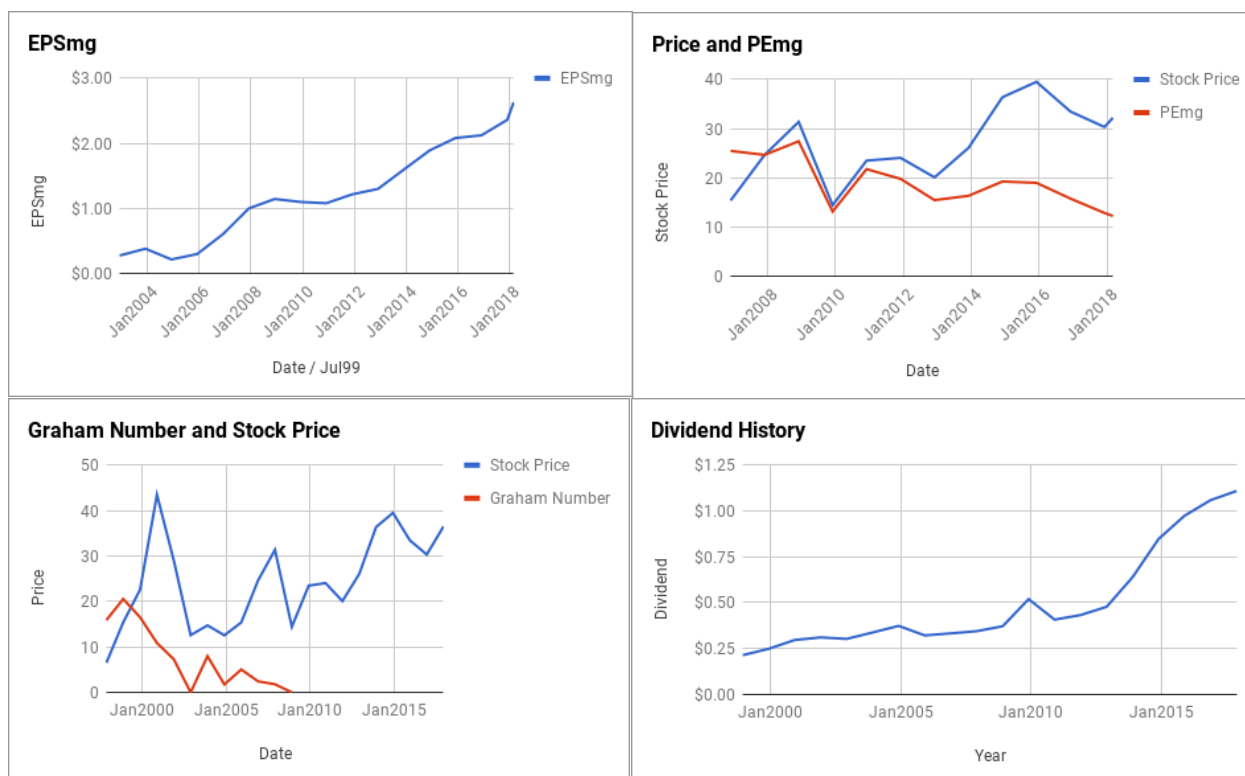 EPSmg
$3.00
$2.00
$1.00
$0.00
EPSmg
Jan2004
Jan2006
Jan2008
Jan2010
Jan2012
Jan2014
Jan2016
Jan2018
Date / Jul99
EPSmg
Price and PEmg
40
30
20
10
0
Stock Price
Jan2008
Jan2010
Jan2012
Jan2014
Jan2016
Jan2018
Date
Stock Price
PEmg
Graham Number and Stock Price
50
40
30
20
10
0
Price
Jan2000
Jan2005
Jan2010
Jan2015
Date
Stock Price
Graham Number
Dividend History
$1.25
$1.00
$0.75
$0.50
$0.25
$0.00
Dividend
Jan2000
Jan2005
Jan2010
Jan2015
Year